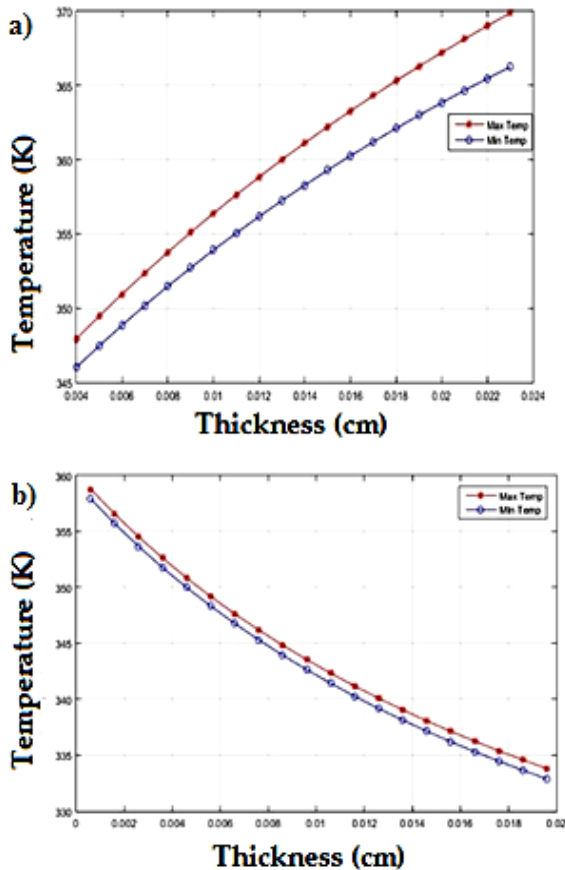 a)
370
365
360
355
350
345
Temperature (K)
Max Temp
Min Temp
0.004 0.006 0.008 0.01 0.012 0.014 0.016 0.018 0.02 0.022 0.024
Thickness (cm)
b)
360
355
350
345
340
335
330
Temperature (K)
Max Temp
Min Temp
0 0.002 0.004 0.006 0.008 0.01 0.012 0.014 0.016 0.018 0.02
Thickness (cm)